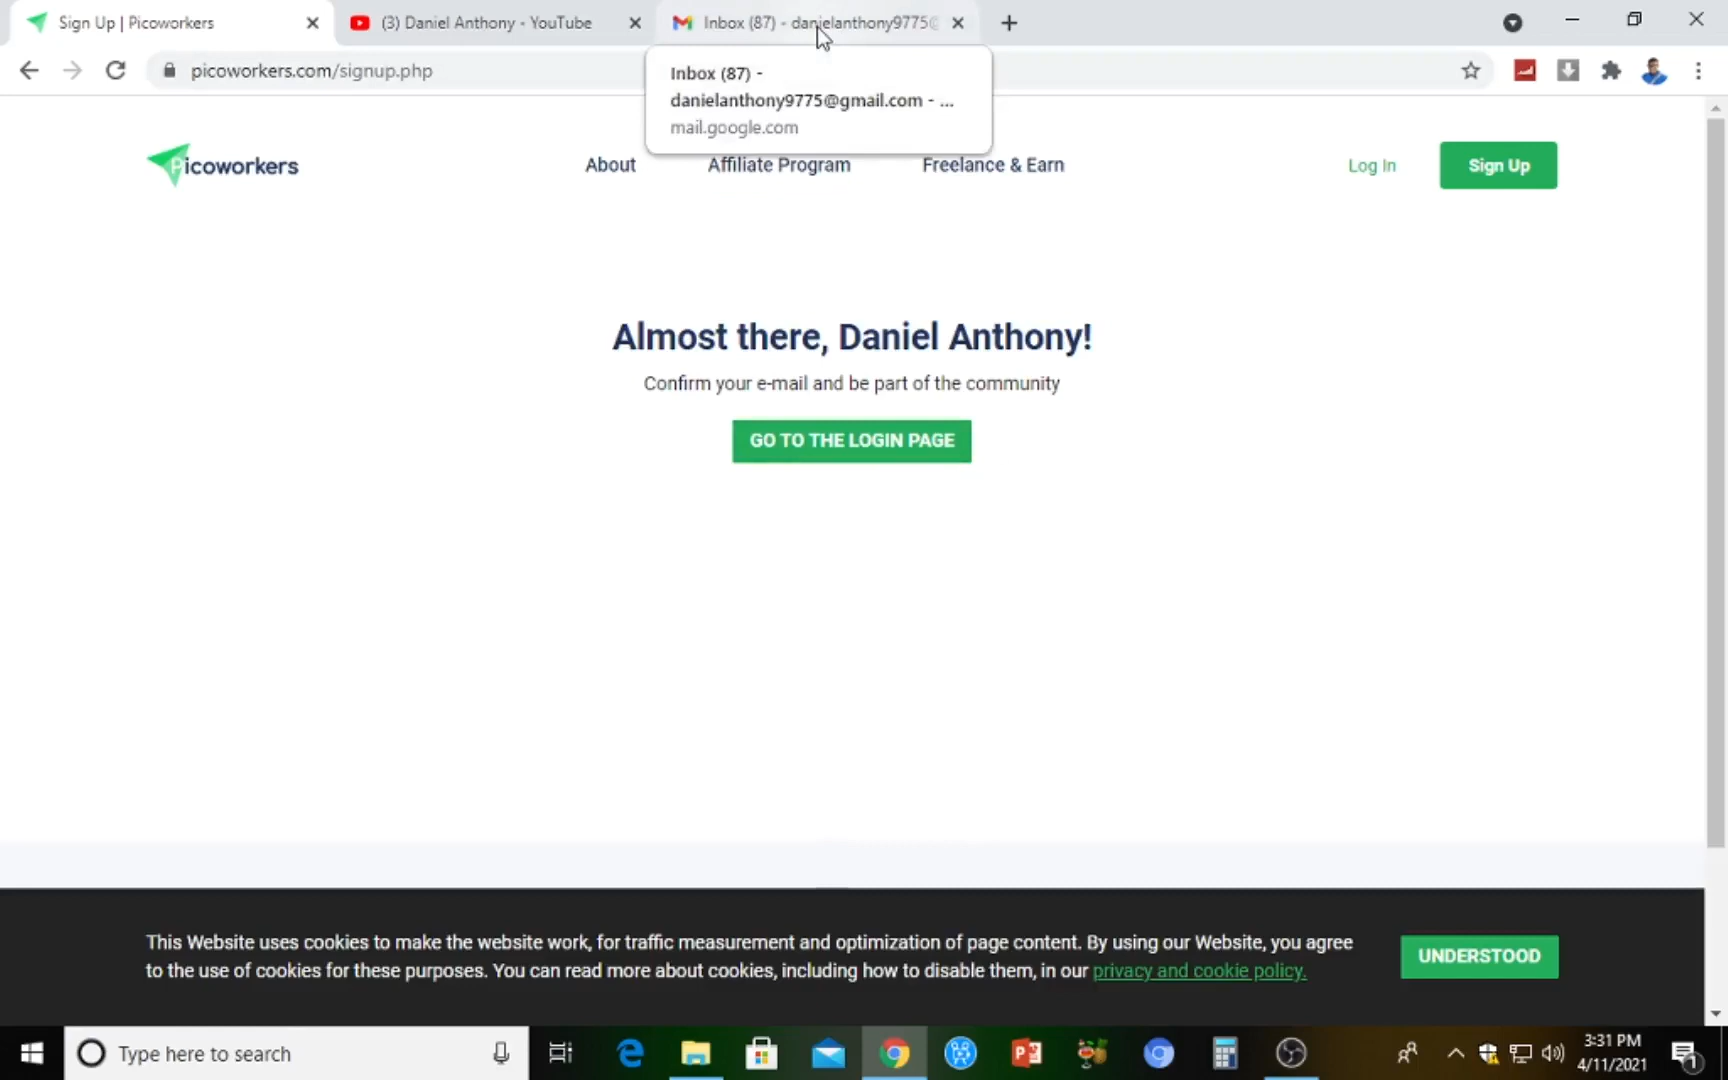 Sign Up | Picoworkers
(3) Daniel Anthony - YouTube
Inbox (87) - danielanthony9775@
picoworkers.com/signup.php
Inbox (87) -
danielanthony9775@gmail.com - ...
mail.google.com
Picoworkers
About
Affiliate Program
Freelance & Earn
Log In
Sign Up
Almost there, Daniel Anthony!
Confirm your e-mail and be part of the community
GO TO THE LOGIN PAGE
This Website uses cookies to make the website work, for traffic measurement and optimization of page content. By using our Website, you agree
to the use of cookies for these purposes. You can read more about cookies, including how to disable them, in our privacy and cookie policy.
UNDERSTOOD
Type here to search
3:31 PM
4/11/2021
1